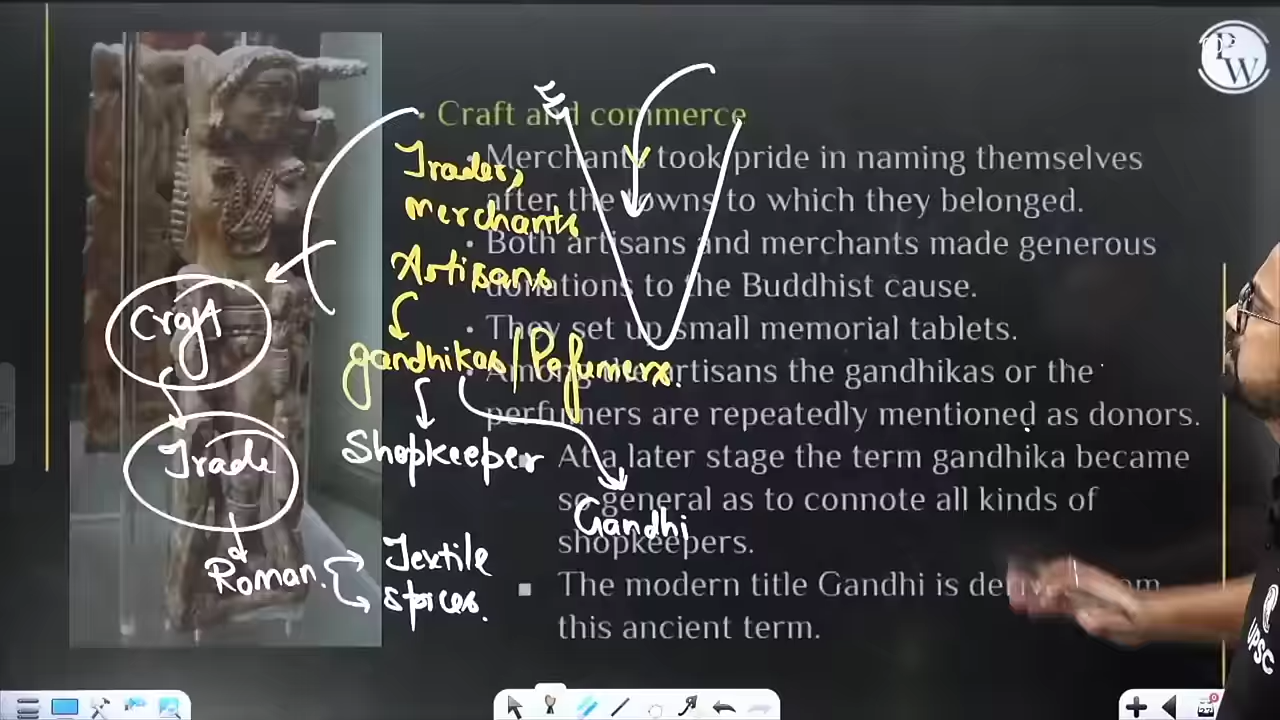 PW
• Craft and commerce
• Merchants took pride in naming themselves
after the towns to which they belonged.
• Both artisans and merchants made generous
donations to the Buddhist cause.
• They set up small memorial tablets.
• Among the artisans the gandhikas or the
perfumers are repeatedly mentioned as donors.
■ At a later stage the term gandhika became
so general as to connote all kinds of
shopkeepers.
■ The modern title Gandhi is derived from
this ancient term.
Trader,
merchants
Artisans
gandhikas/Pefumers.
Shopkeeper
Gandhi
Craft
Trade
Roman.
Textile
spices.
UPSC